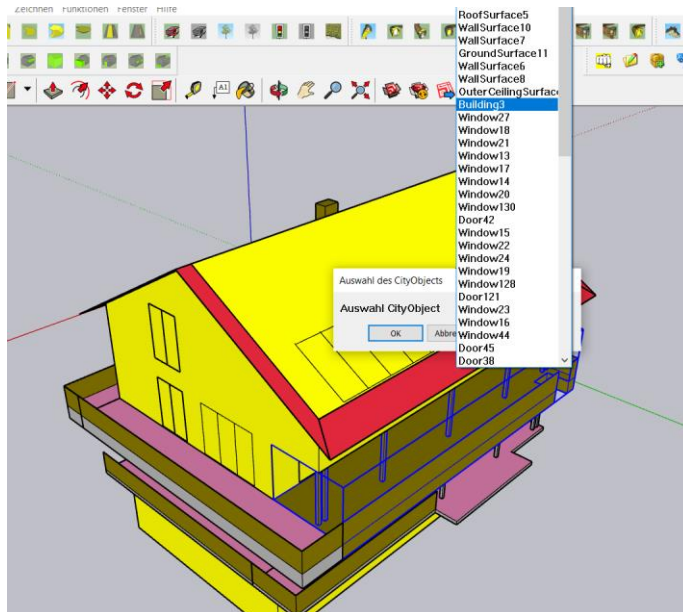 Zeichnen Funktionen Fenster Hilfe
A1
RoofSurface5
WallSurface10
WallSurface7
GroundSurface11
WallSurface6
WallSurface8
OuterCeilingSurface
Building3
Window27
Window18
Window21
Window13
Window17
Window14
Window20
Window130
Door42
Window15
Window22
Window24
Window19
Window128
Door121
Window23
Window16
Window44
Door45
Door38
Auswahl des CityObjects
Auswahl CityObject
OK
Abbre